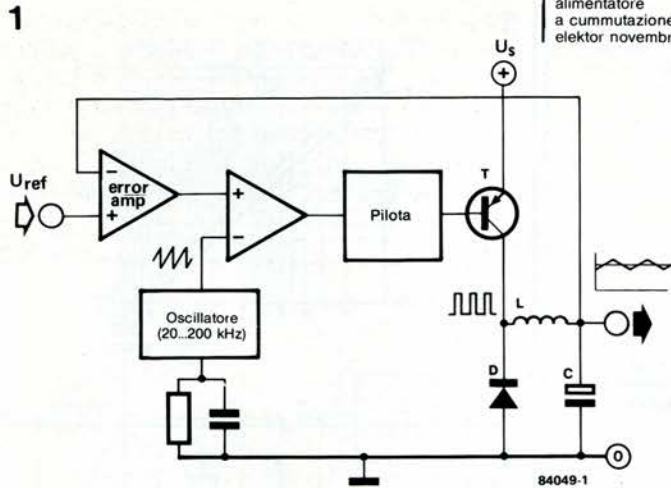 1
alimentatore
a cummutazione
elektor novembr
Us
Uref
-
error
amp
+
+
-
Pilota
T
Oscillatore
(20...200 kHz)
L
D
C
+
0
84049-1